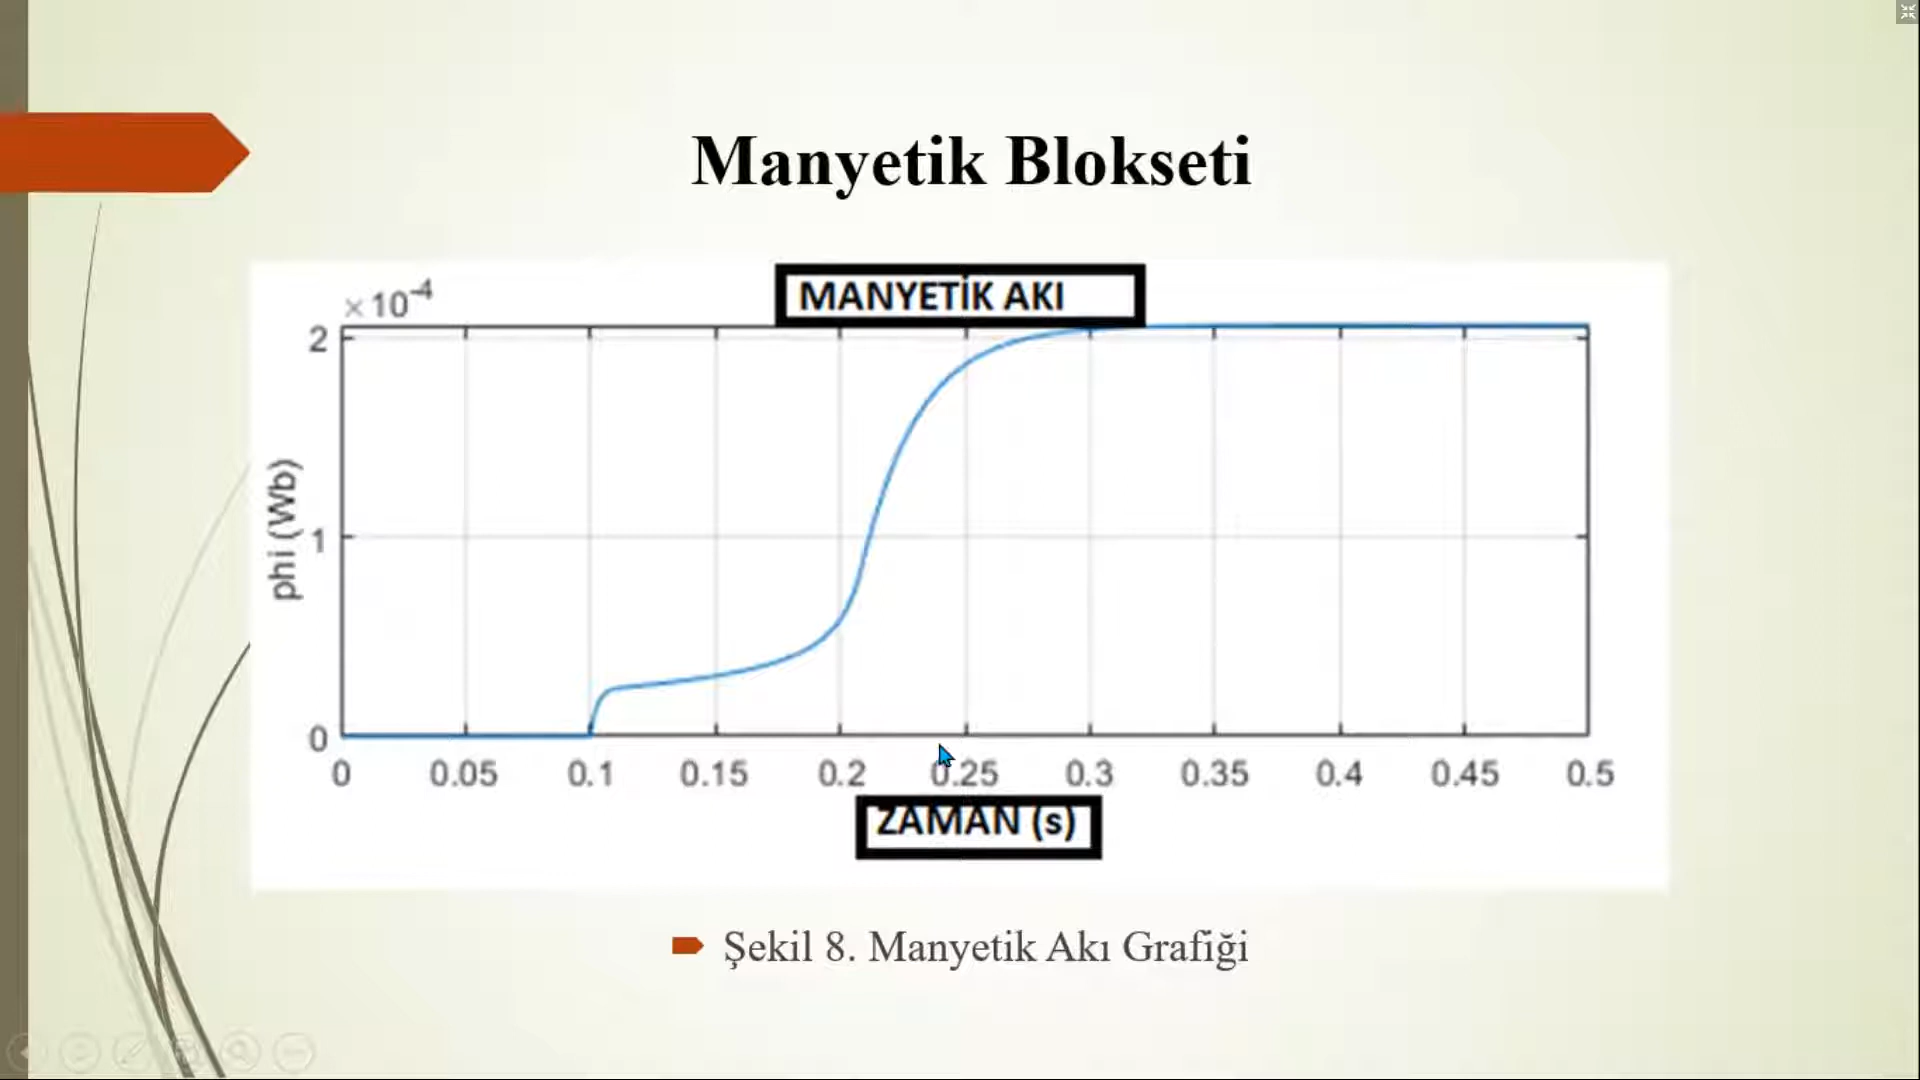 Manyetik Blokseti
MANYETİK AKI
×10-4
2
1
0
phi (Wb)
0 0.05 0.1 0.15 0.2 0.25 0.3 0.35 0.4 0.45 0.5
ZAMAN (s)
Şekil 8. Manyetik Akı Grafiği